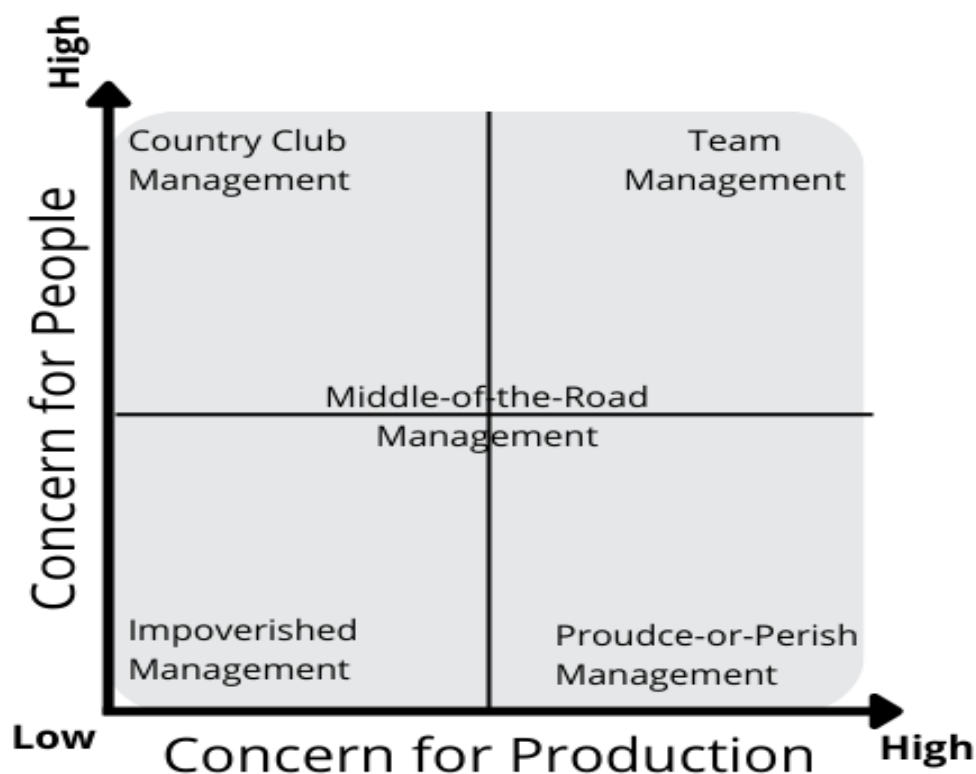 High
Concern for People
Country Club
Management
Team
Management
Middle-of-the-Road
Management
Impoverished
Management
Proudce-or-Perish
Management
Low
Concern for Production
High